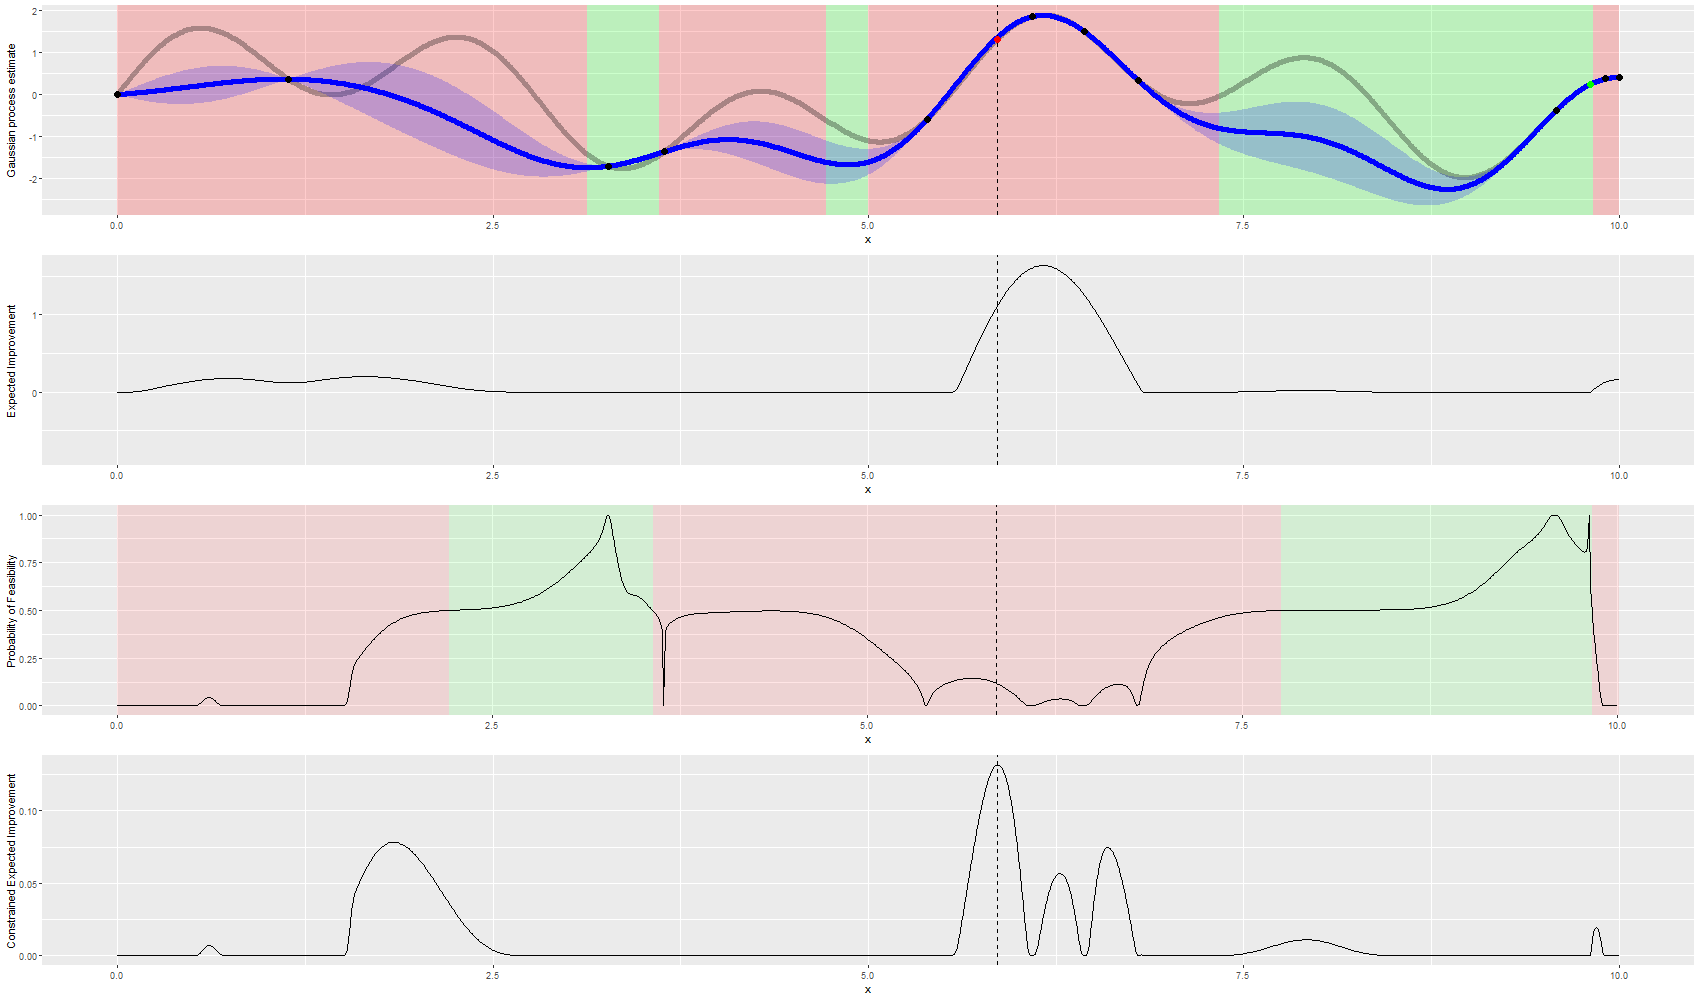 Gaussian process estimate
2
1
0
-1
-2
0.0 2.5 5.0 7.5 10.0
x
Expected Improvement
1
0
0.0 2.5 5.0 7.5 10.0
x
Probability of Feasibility
1.00
0.75
0.50
0.25
0.00
0.0 2.5 5.0 7.5 10.0
x
Constrained Expected Improvement
0.10
0.05
0.00
0.0 2.5 5.0 7.5 10.0
x